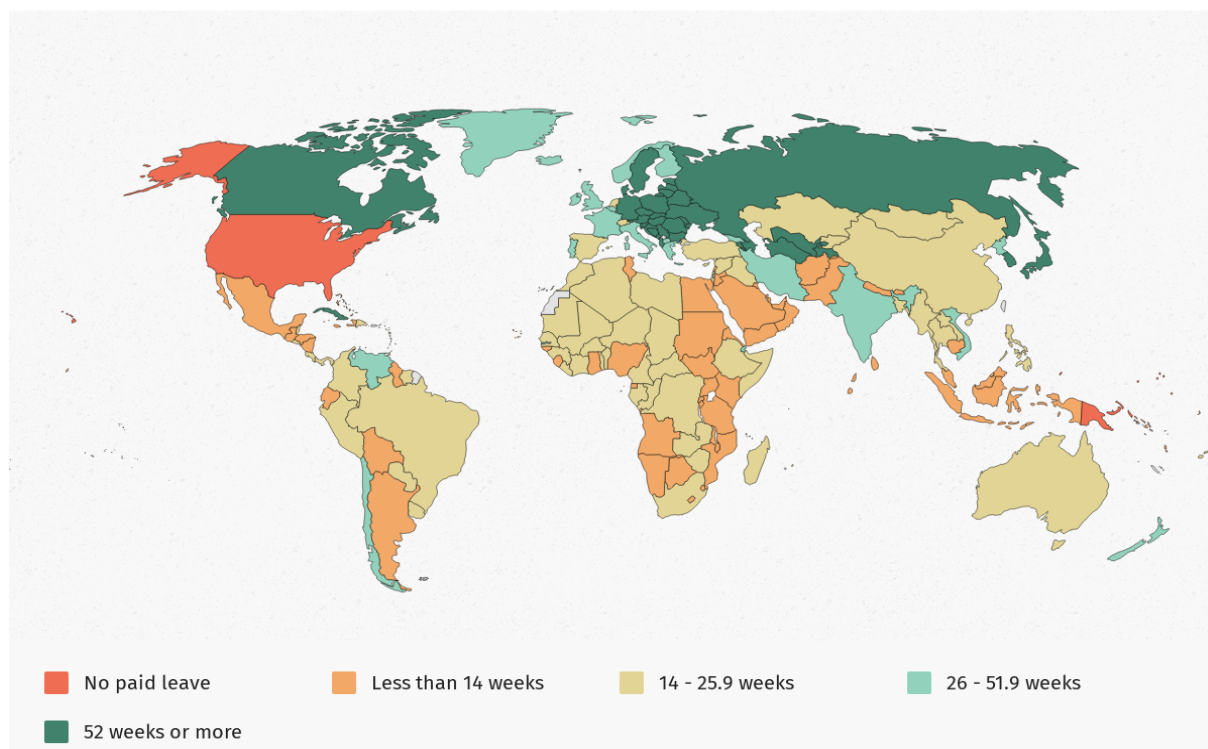 No paid leave
Less than 14 weeks
14 - 25.9 weeks
26 - 51.9 weeks
52 weeks or more